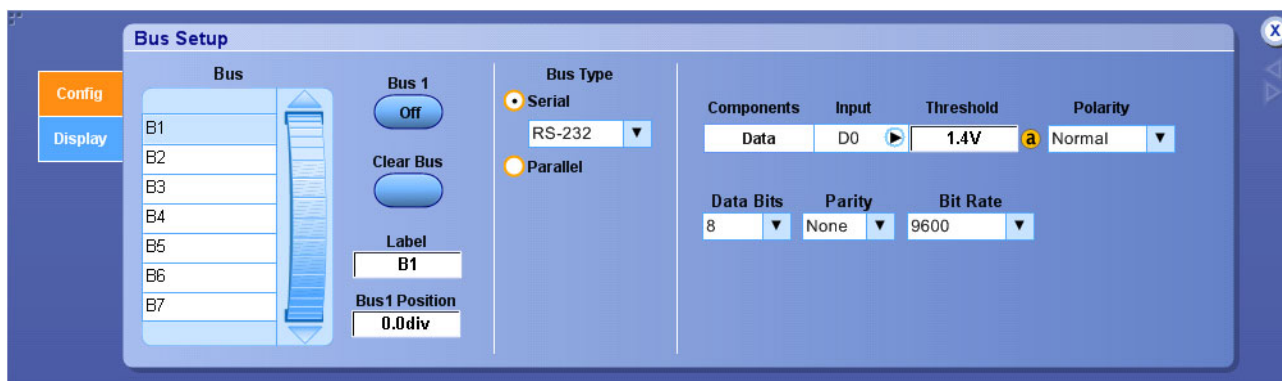 Bus Setup
X
Config
Display
Bus
B1
B2
B3
B4
B5
B6
B7
Bus 1
Off
Clear Bus
Label
B1
Bus1 Position
0.0div
Bus Type
Serial
RS-232
Parallel
Components Input Threshold Polarity
Data D0 1.4V a Normal
Data Bits Parity Bit Rate
8 None 9600